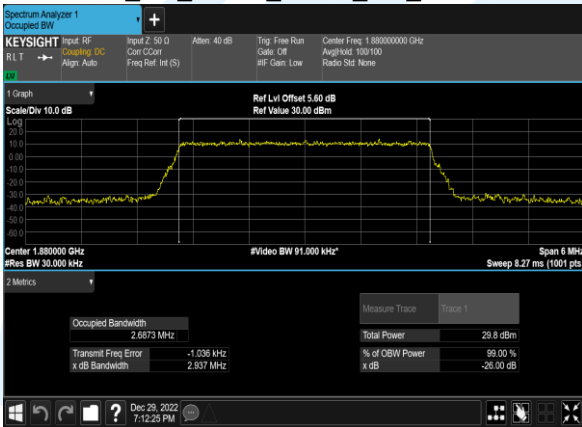 Spectrum Analyzer 1
Occupied BW
KEYSIGHT Input: RF Input Z: 50 Ω Atten: 40 dB Trig: Free Run Center Freq: 1.880000000 GHz
RLT Coupling: DC Corr CCorr Gate: Off Avg|Hold: 100/100
Align: Auto Freq Ref: Int (S) #IF Gain: Low Radio Std: None
LW
1 Graph
Ref Lvl Offset 5.60 dB
Scale/Div 10.0 dB Ref Value 30.00 dBm
Log
20.0
10.0
0.00
-10.0
-20.0
-30.0
-40.0
-50.0
-60.0
Center 1.880000 GHz #Video BW 91.000 kHz* Span 6 MHz
#Res BW 30.000 kHz Sweep 8.27 ms (1001 pts)
2 Metrics
Measure Trace Trace 1
Occupied Bandwidth
2.6873 MHz Total Power 29.8 dBm
Transmit Freq Error -1.036 kHz % of OBW Power 99.00 %
x dB Bandwidth 2.937 MHz x dB -26.00 dB
? Dec 29, 2022
7:12:25 PM